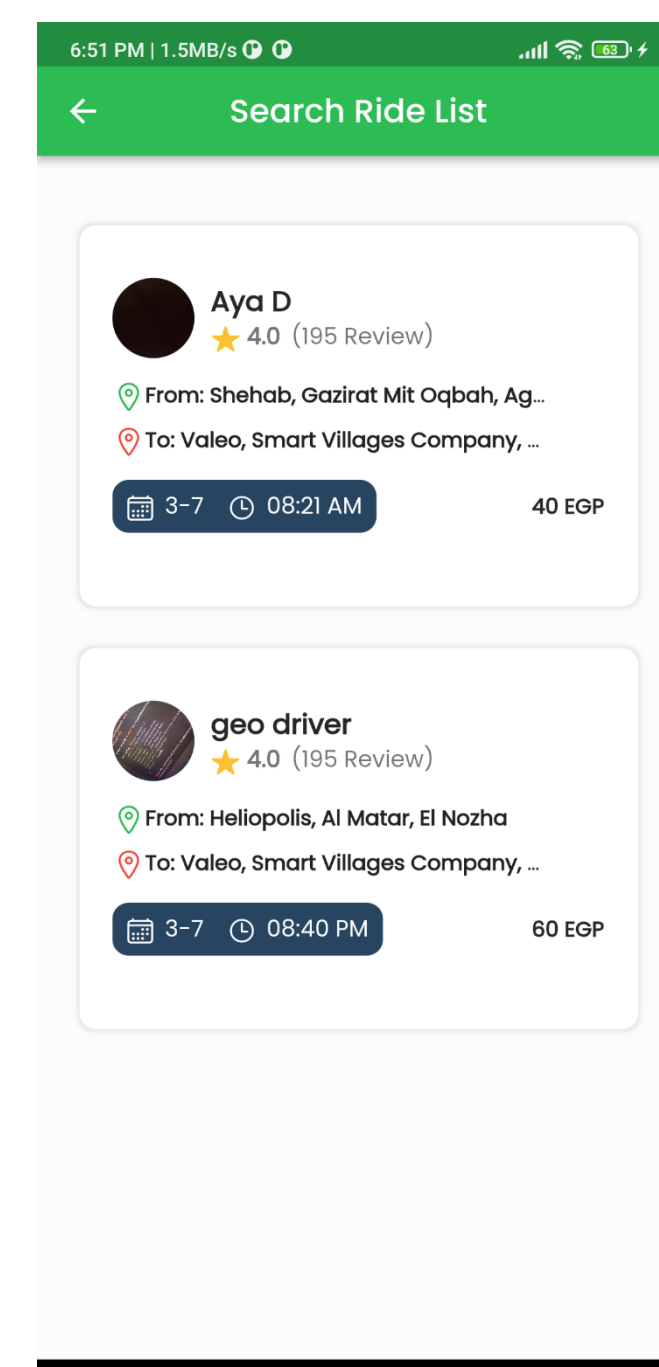 6:51 PM | 1.5MB/s
63
Search Ride List
Aya D
4.0 (195 Review)
From: Shehab, Gazirat Mit Oqbah, Ag...
To: Valeo, Smart Villages Company, ...
3-7 08:21 AM
40 EGP
geo driver
4.0 (195 Review)
From: Heliopolis, Al Matar, El Nozha
To: Valeo, Smart Villages Company, ...
3-7 08:40 PM
60 EGP